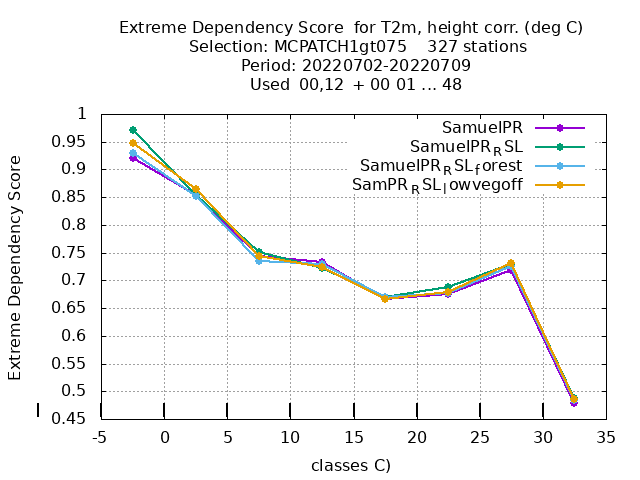 Extreme Dependency Score  for T2m, height corr. (deg C)
Selection: MCPATCH1gt075    327 stations
Period: 20220702-20220709
Used  00,12  + 00 01 ... 48
SamuelPR
SamuelPR_RSL
SamuelPR_RSL_forest
SamPR_RSL_lowvegoff
Extreme Dependency Score
1
0.95
0.9
0.85
0.8
0.75
0.7
0.65
0.6
0.55
0.5
0.45
-5 0 5 10 15 20 25 30 35
classes C)